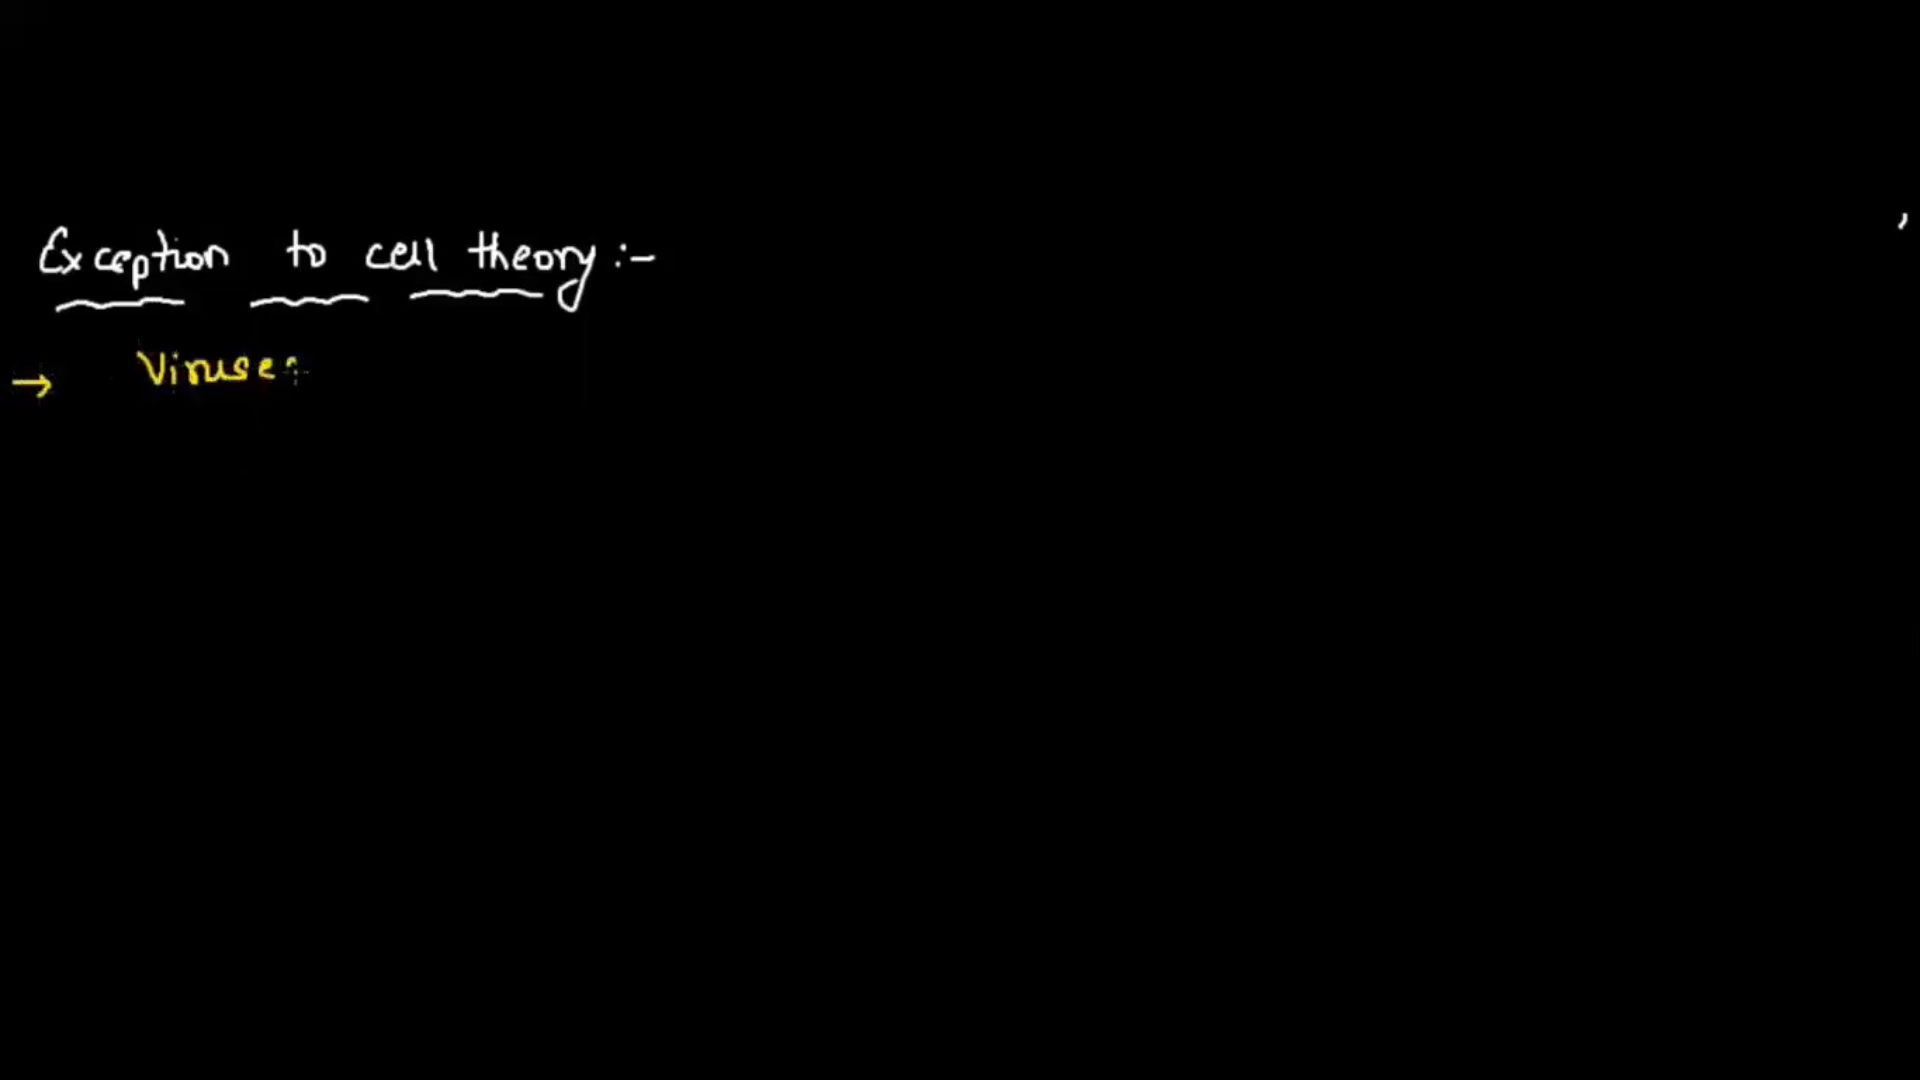 Exception to cell theory :-
→ Viruses